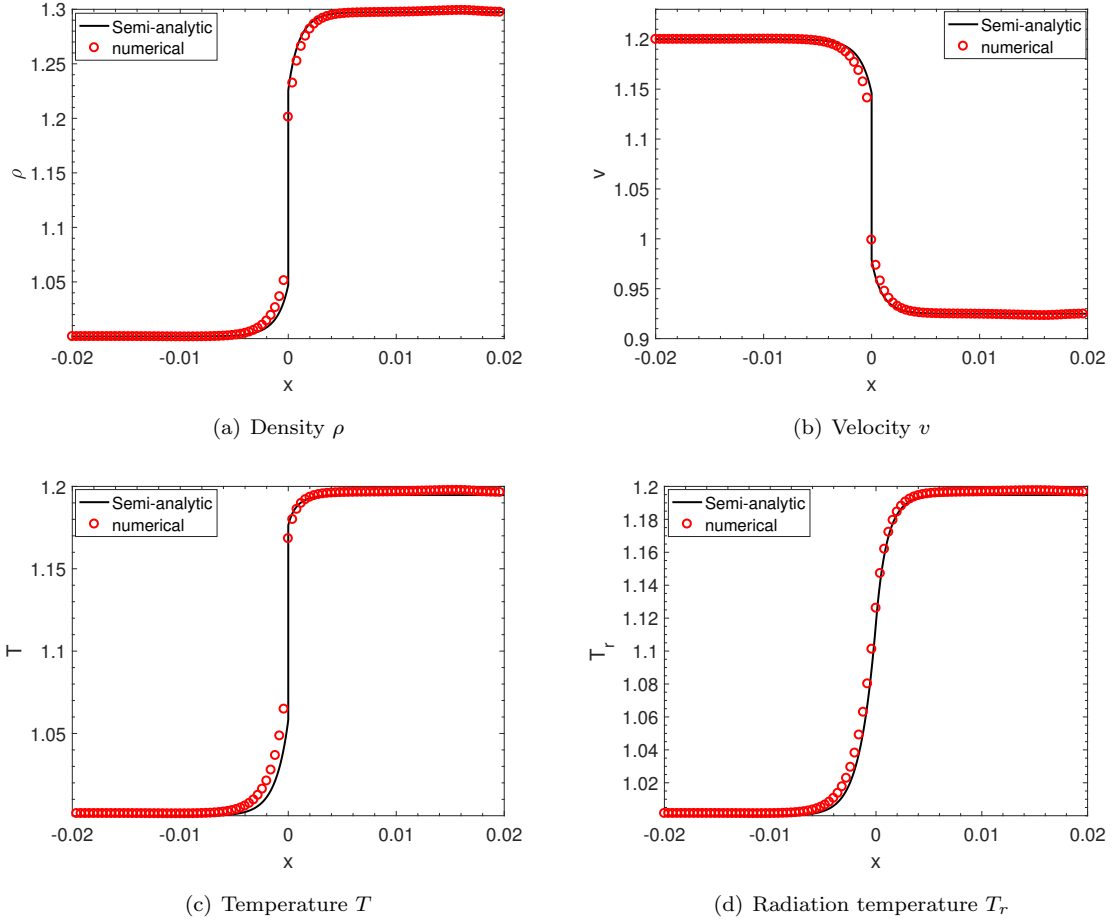 1.3
1.25
1.2
1.15
1.1
1.05
ρ
Semi-analytic
numerical
-0.02 -0.01 0 0.01 0.02
x
(a) Density ρ
1.2
1.15
1.1
1.05
1
0.95
0.9
v
Semi-analytic
numerical
-0.02 -0.01 0 0.01 0.02
x
(b) Velocity v
1.2
1.15
1.1
1.05
T
Semi-analytic
numerical
-0.02 -0.01 0 0.01 0.02
x
(c) Temperature T
1.2
1.18
1.16
1.14
1.12
1.1
1.08
1.06
1.04
1.02
T_r
Semi-analytic
numerical
-0.02 -0.01 0 0.01 0.02
x
(d) Radiation temperature T_r